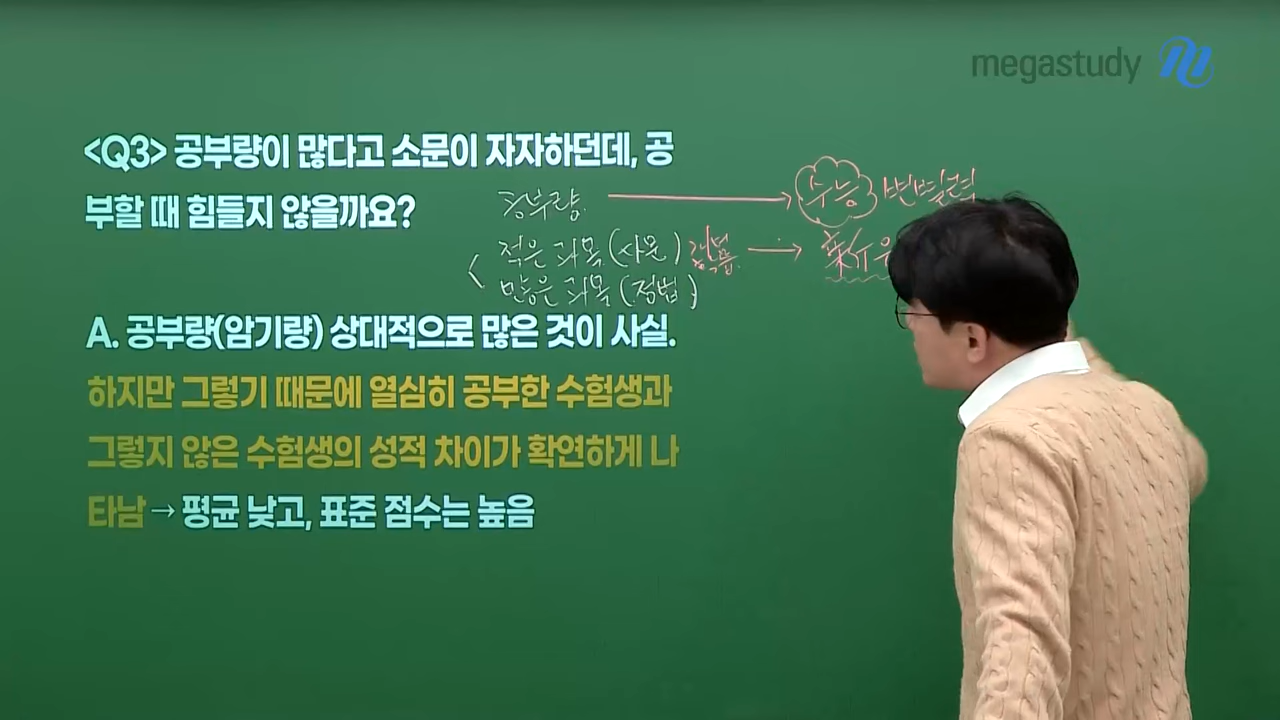 megastudy
<Q3> 공부량이 많다고 소문이 자자하던데, 공
부할 때 힘들지 않을까요?
공부량 → 수능 변별력
적은 과목 (사문) →
많은 과목 (정법)
A. 공부량(암기량) 상대적으로 많은 것이 사실.
하지만 그렇기 때문에 열심히 공부한 수험생과
그렇지 않은 수험생의 성적 차이가 확연하게 나
타남 → 평균 낮고, 표준 점수는 높음